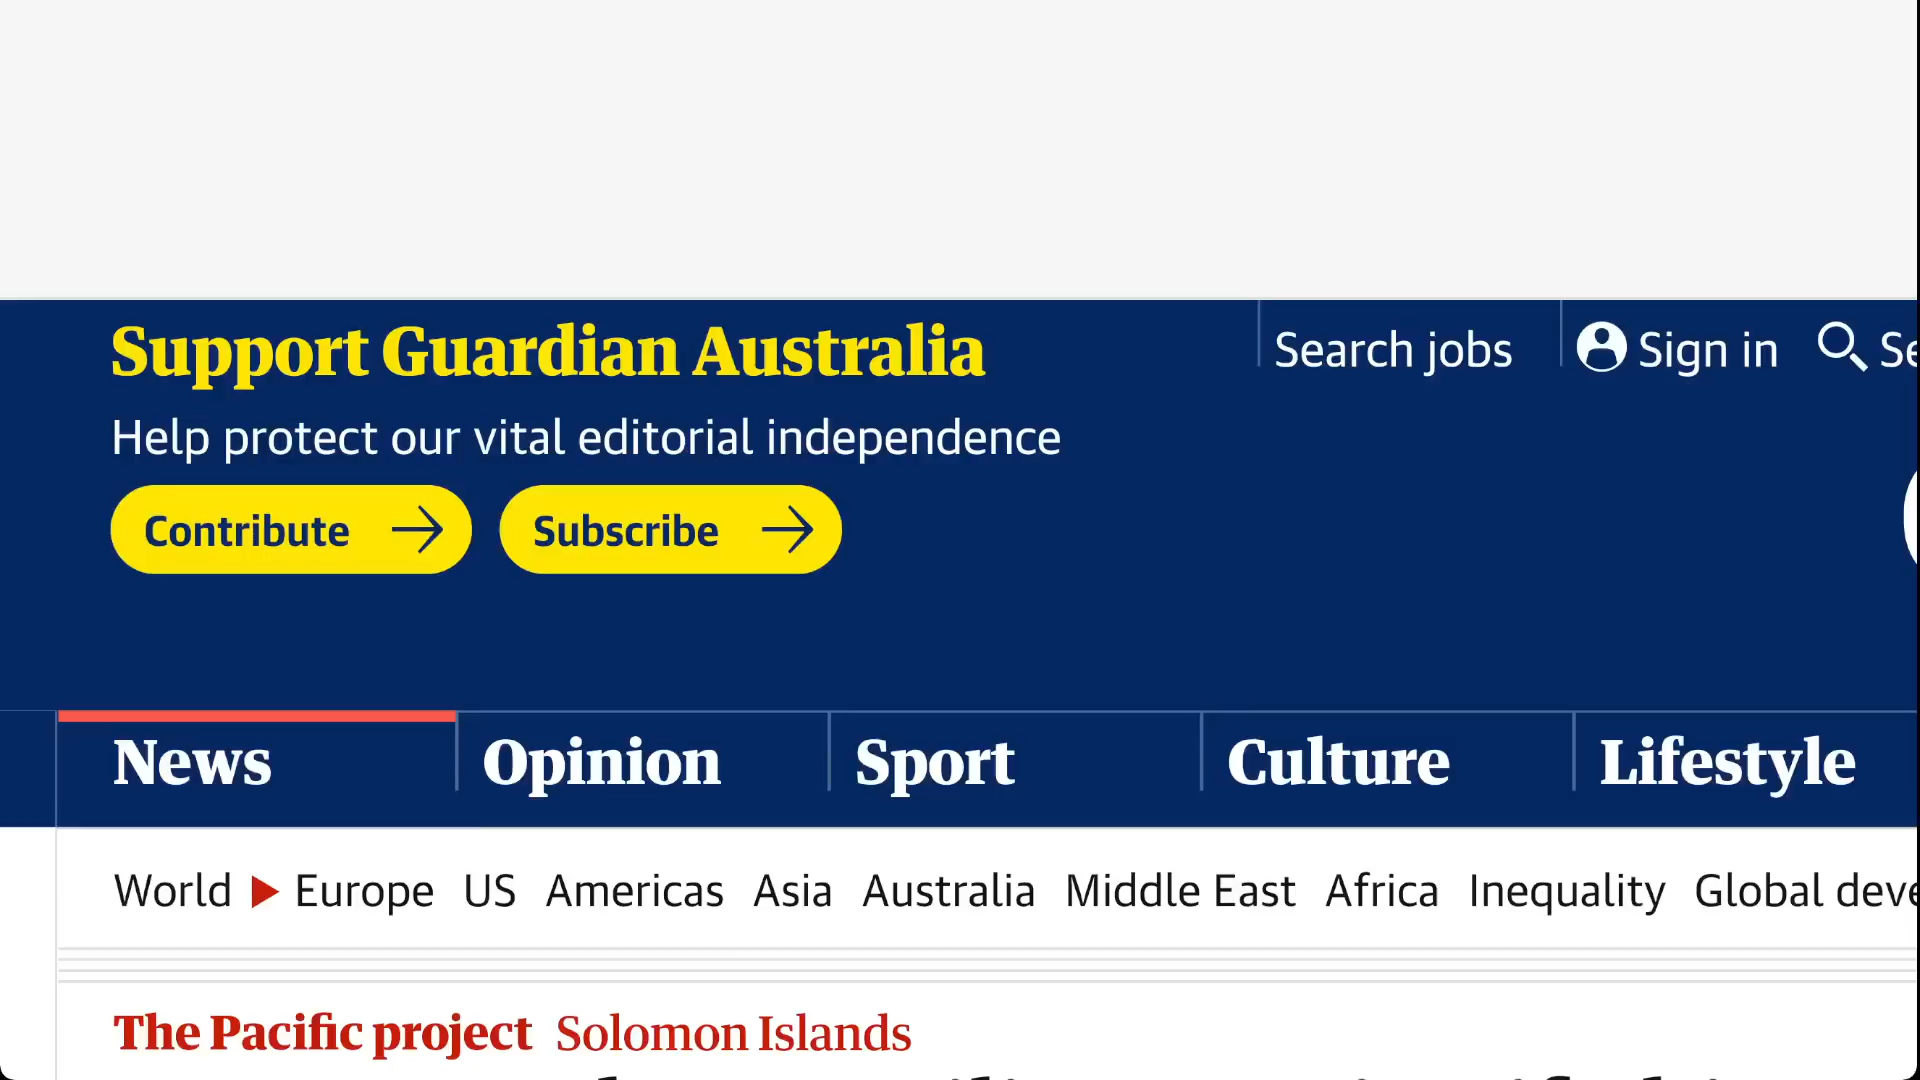 Support Guardian Australia
Search jobs
Sign in
Help protect our vital editorial independence
Contribute
Subscribe
News
Opinion
Sport
Culture
Lifestyle
World Europe US Americas Asia Australia Middle East Africa Inequality Global
The Pacific project Solomon Islands